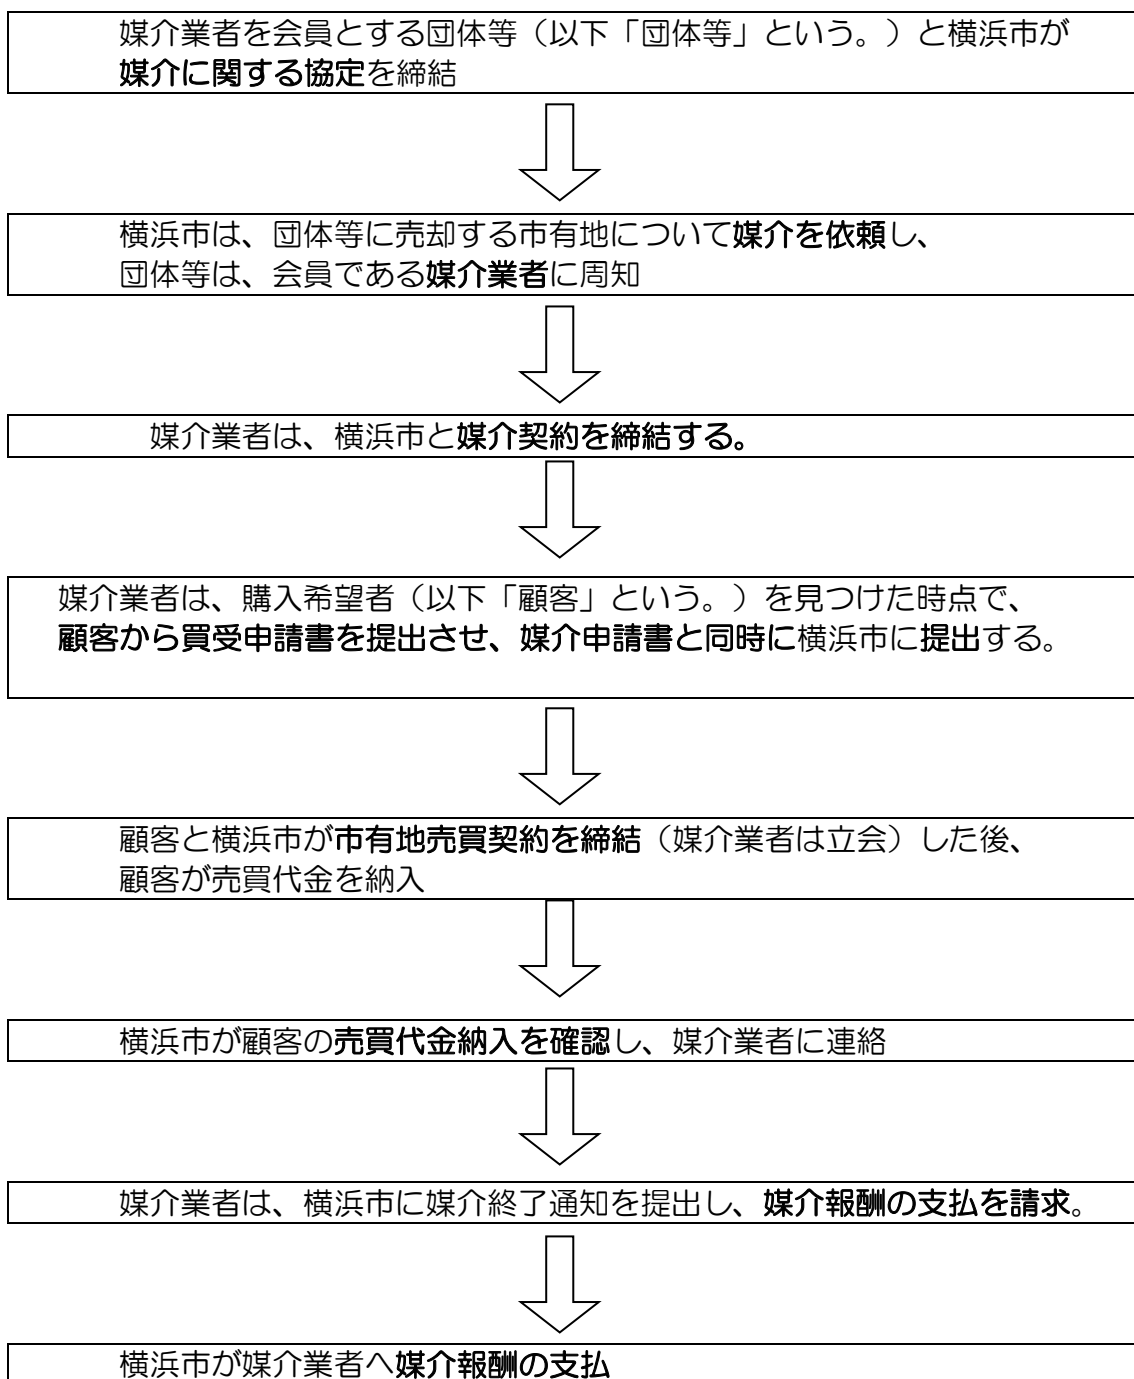 媒介業者を会員とする団体等（以下「団体等」という。）と横浜市が
媒介に関する協定を締結
横浜市は、団体等に売却する市有地について媒介を依頼し、
団体等は、会員である媒介業者に周知
媒介業者は、横浜市と媒介契約を締結する。
媒介業者は、購入希望者（以下「顧客」という。）を見つけた時点で、
顧客から買受申請書を提出させ、媒介申請書と同時に横浜市に提出する。
顧客と横浜市が市有地売買契約を締結（媒介業者は立会）した後、
顧客が売買代金を納入
横浜市が顧客の売買代金納入を確認し、媒介業者に連絡
媒介業者は、横浜市に媒介終了通知を提出し、媒介報酬の支払を請求。
横浜市が媒介業者へ媒介報酬の支払